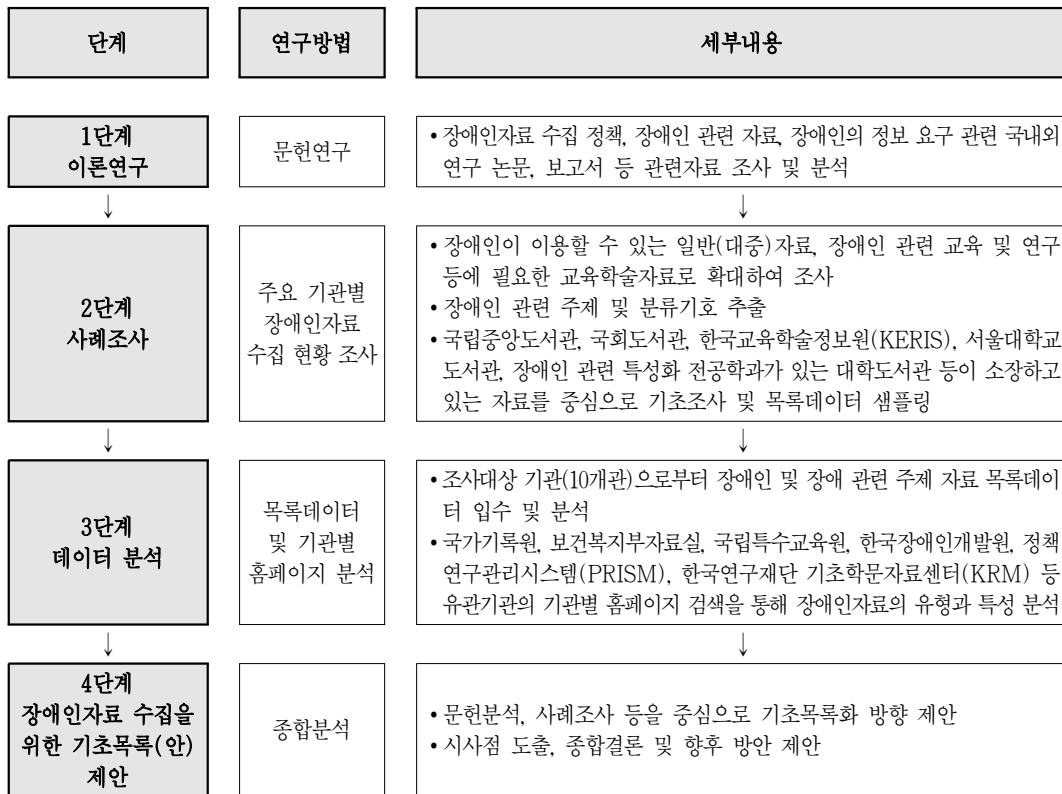 단계
연구방법
세부내용
1단계
이론연구
문헌연구
• 장애인자료 수집 정책, 장애인 관련 자료, 장애인의 정보 요구 관련 국내외
연구 논문, 보고서 등 관련자료 조사 및 분석
↓
↓
2단계
사례조사
주요 기관별
장애인자료
수집 현황 조사
• 장애인이 이용할 수 있는 일반(대중)자료, 장애인 관련 교육 및 연구
등에 필요한 교육학술자료로 확대하여 조사
• 장애인 관련 주제 및 분류기호 추출
• 국립중앙도서관, 국회도서관, 한국교육학술정보원(KERIS), 서울대학교
도서관, 장애인 관련 특성화 전공학과가 있는 대학도서관 등이 소장하고
있는 자료를 중심으로 기초조사 및 목록데이터 샘플링
↓
↓
3단계
데이터 분석
목록데이터
및 기관별
홈페이지 분석
• 조사대상 기관(10개관)으로부터 장애인 및 장애 관련 주제 자료 목록데이
터 입수 및 분석
• 국가기록원, 보건복지부자료실, 국립특수교육원, 한국장애인개발원, 정책
연구관리시스템(PRISM), 한국연구재단 기초학문자료센터(KRM) 등
유관기관의 기관별 홈페이지 검색을 통해 장애인자료의 유형과 특성 분석
↓
↓
4단계
장애인자료 수집을
위한 기초목록(안)
제안
종합분석
• 문헌분석, 사례조사 등을 중심으로 기초목록화 방향 제안
• 시사점 도출, 종합결론 및 향후 방안 제안